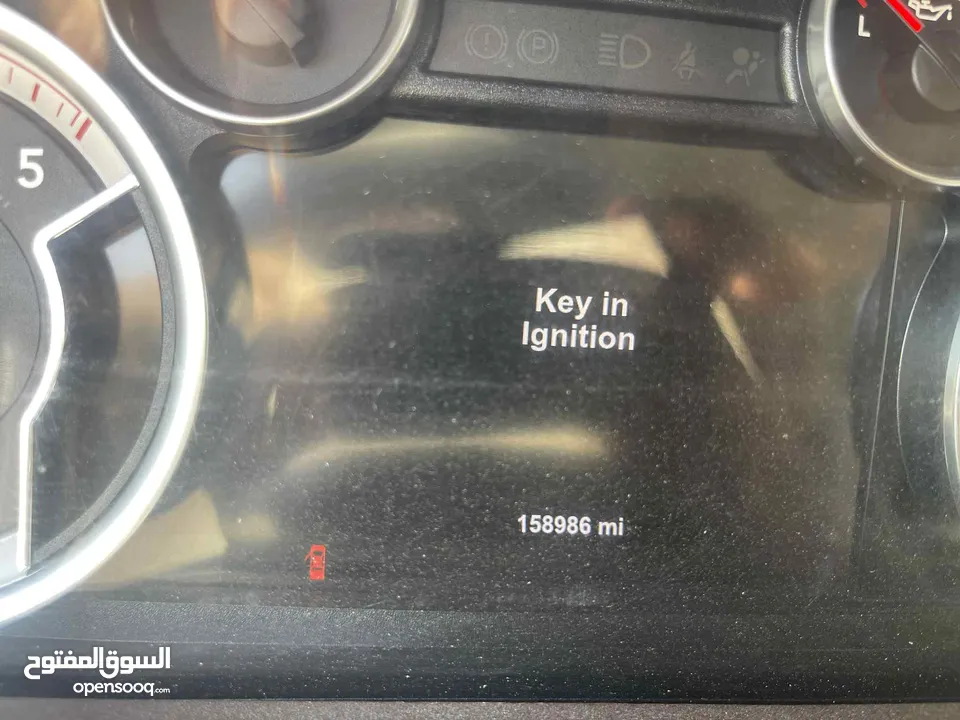 L
5
Key in
Ignition
158986 mi
السوق المفتوح
opensooq.com